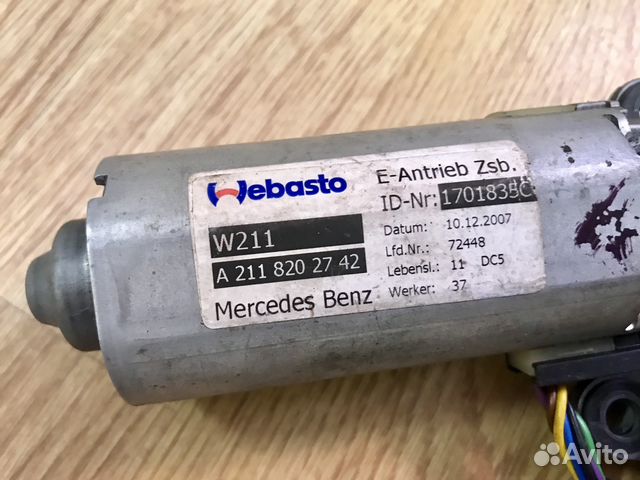 Webasto
W211
A 211 820 27 42
Mercedes Benz
E-Antrieb Zsb.
ID-Nr: 1701835C
Datum: 10.12.2007
Lfd.Nr.: 72448
Lebensl.: 11 DC5
Werker: 37
Avito